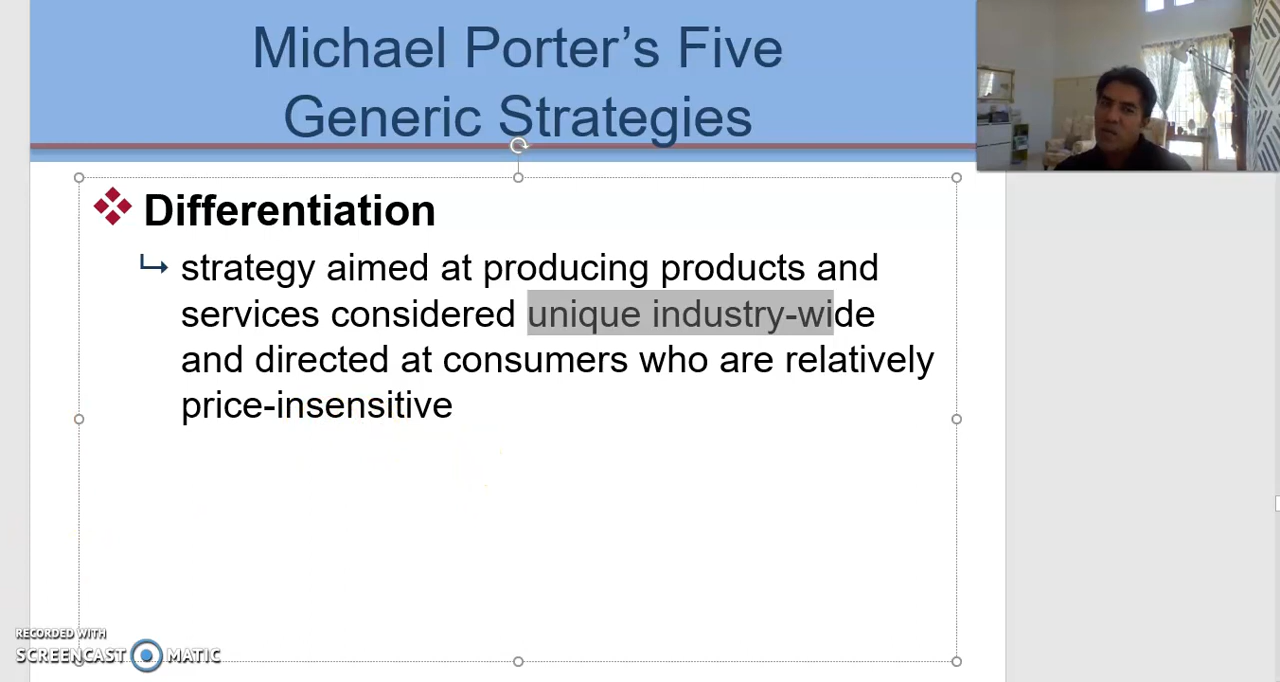 Michael Porter’s Five
Generic Strategies
Differentiation
strategy aimed at producing products and
services considered unique industry-wide
and directed at consumers who are relatively
price-insensitive
RECORDED WITH
SCREENCAST MATIC